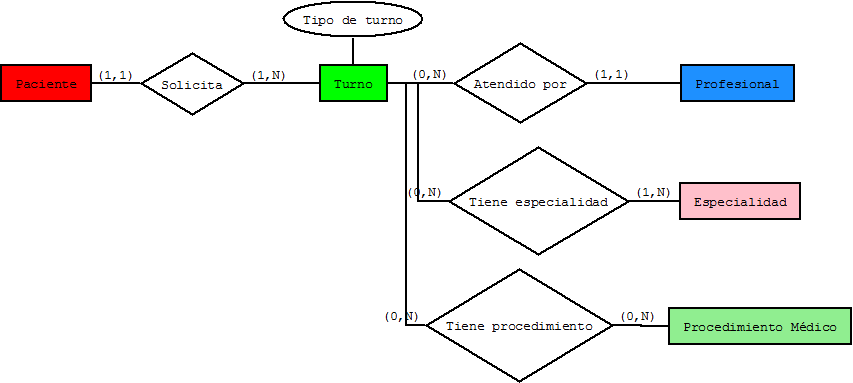 Tipo de turno
Paciente (1,1) Solicita (1,N) Turno (0,N) Atendido por (1,1) Profesional
(0,N) Tiene especialidad (1,N) Especialidad
(0,N) Tiene procedimiento (0,N) Procedimiento Médico